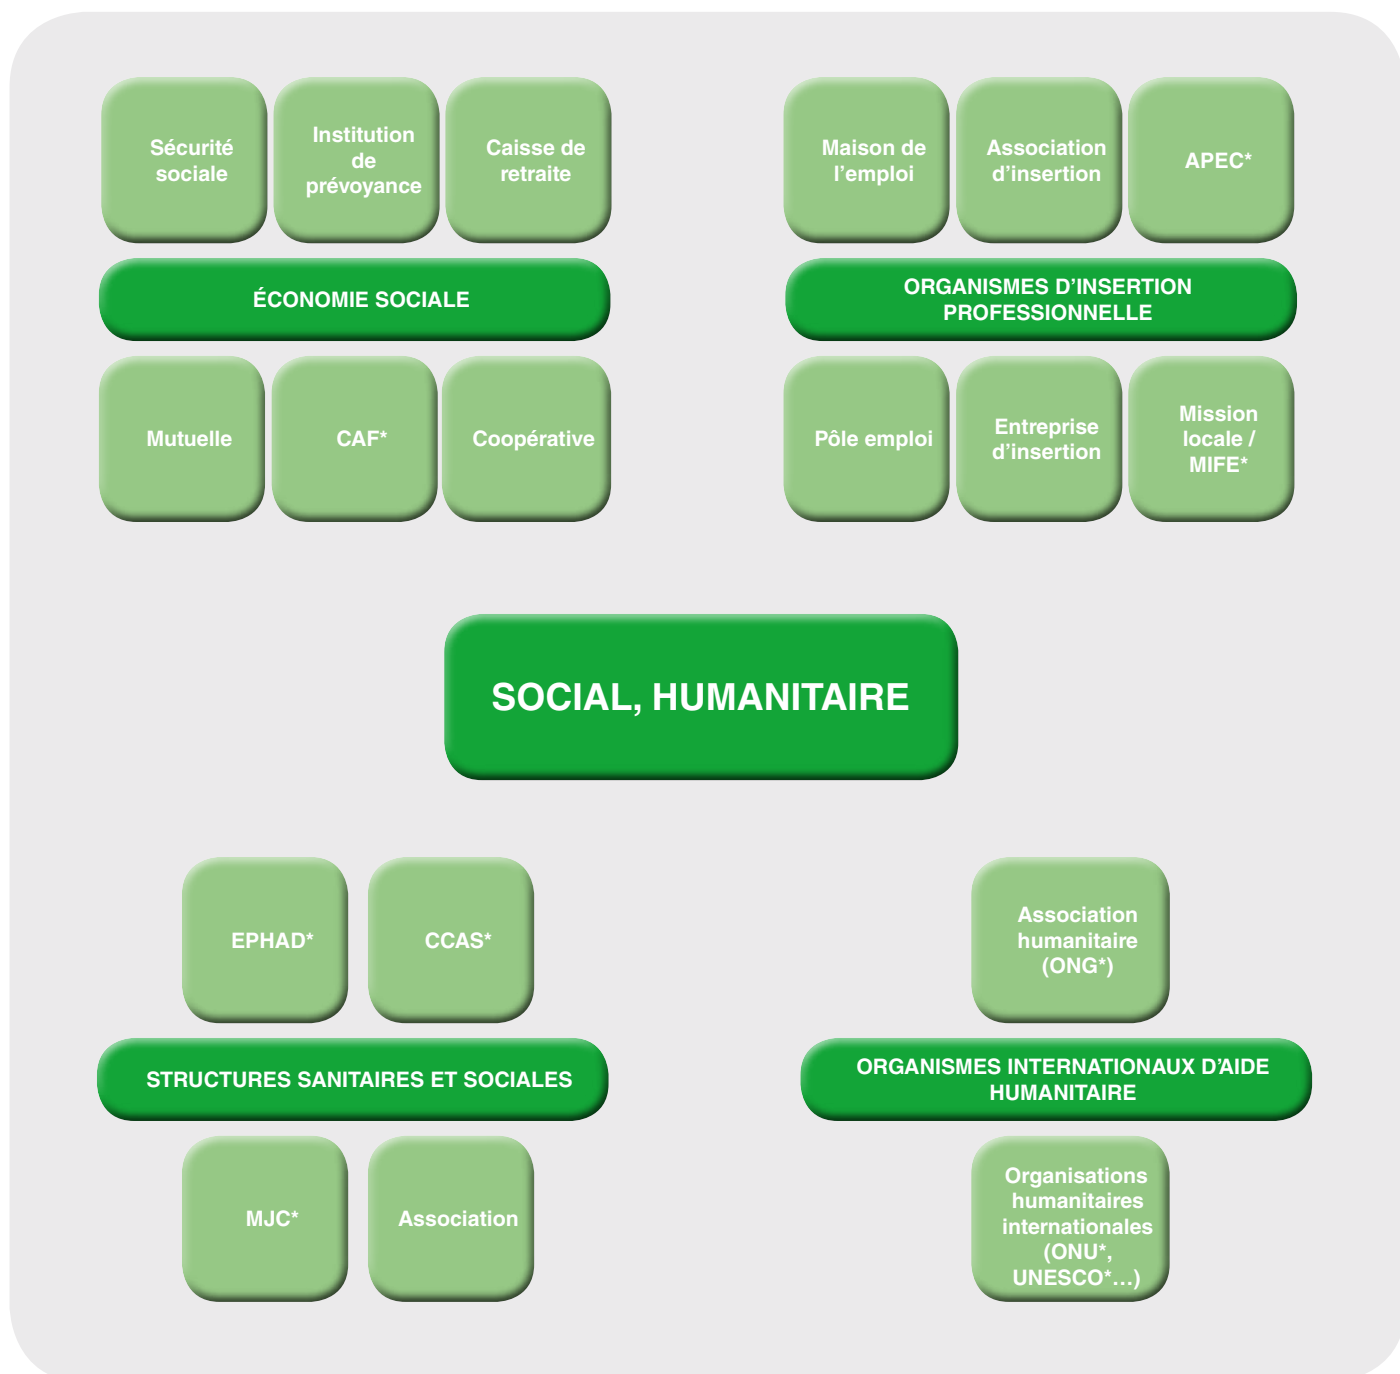 Sécurité
sociale
Institution
de
prévoyance
Caisse de
retraite
ÉCONOMIE SOCIALE
Mutuelle
CAF*
Coopérative
Maison de
l’emploi
Association
d’insertion
APEC*
ORGANISMES D’INSERTION
PROFESSIONNELLE
Pôle emploi
Entreprise
d’insertion
Mission
locale /
MIFE*
SOCIAL, HUMANITAIRE
EPHAD*
CCAS*
STRUCTURES SANITAIRES ET SOCIALES
MJC*
Association
Association
humanitaire
(ONG*)
ORGANISMES INTERNATIONAUX D’AIDE
HUMANITAIRE
Organisations
humanitaires
internationales
(ONU*,
UNESCO*…)